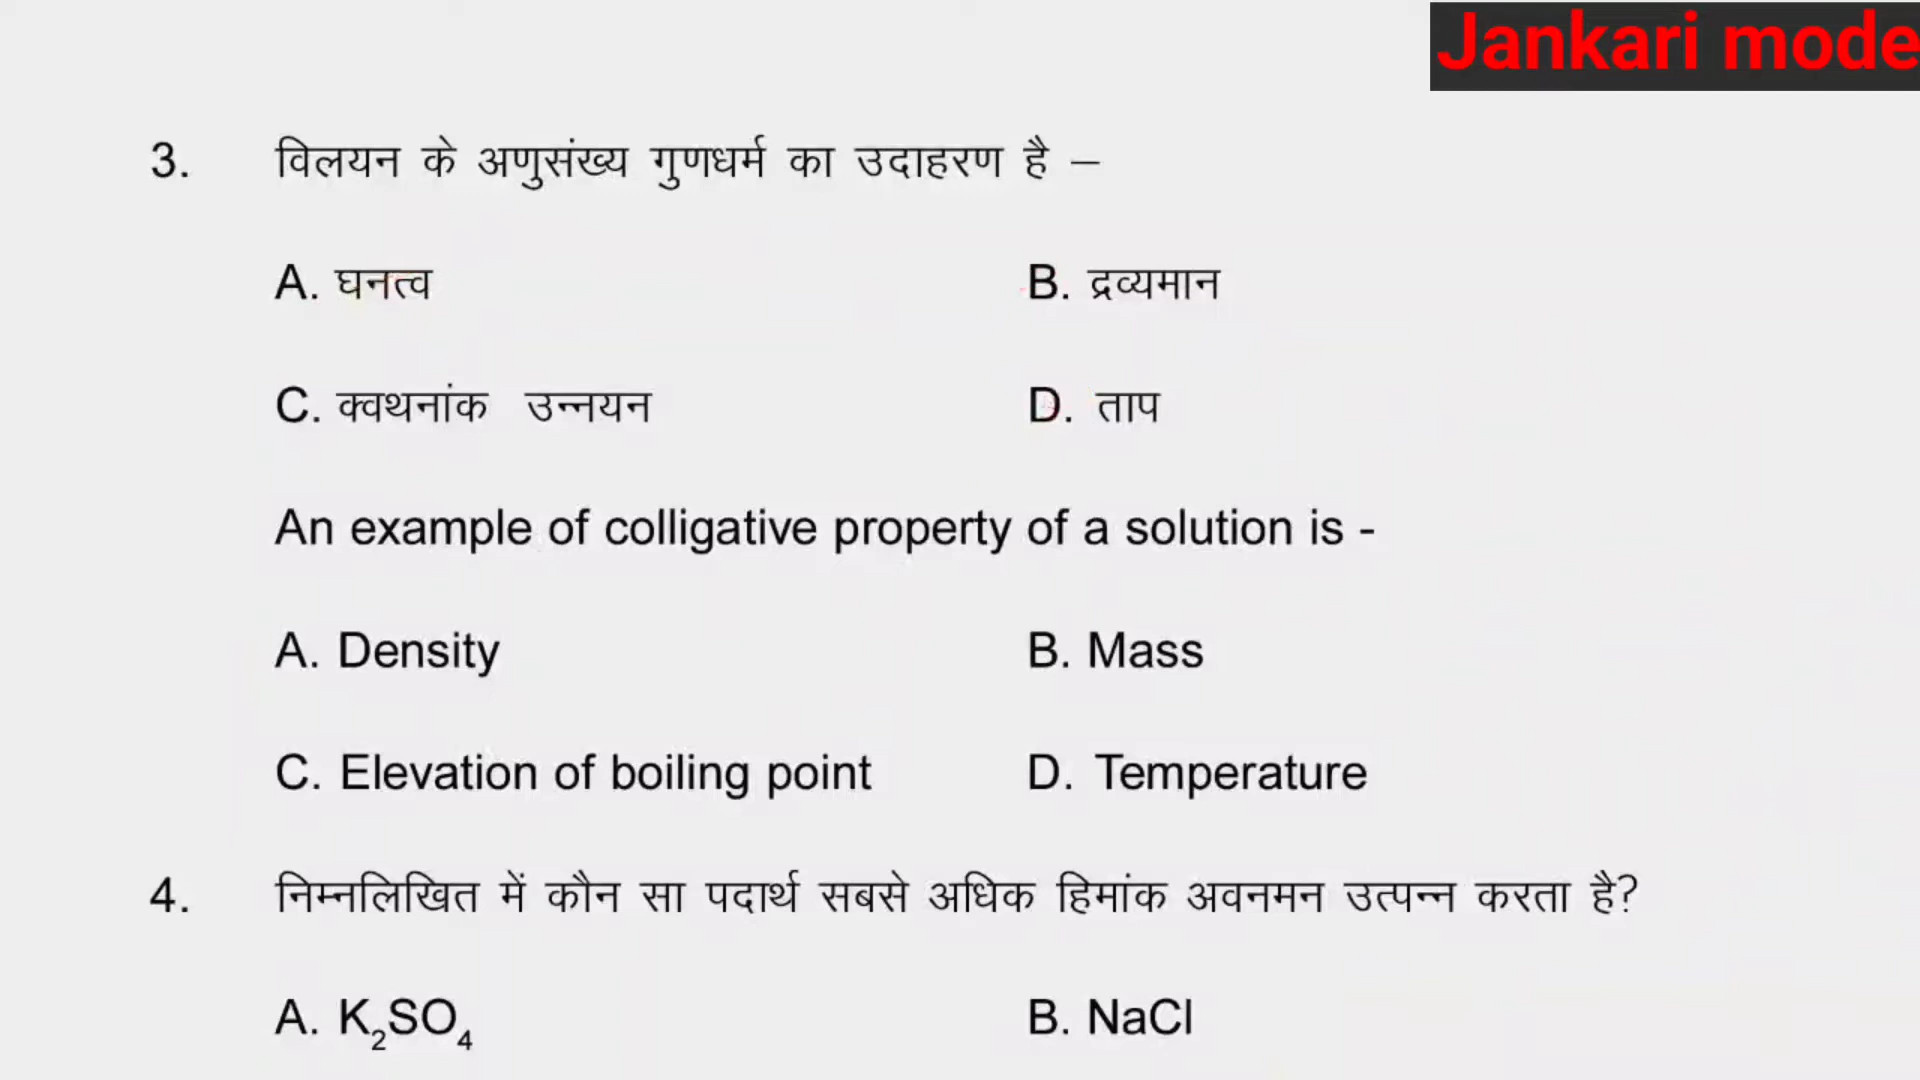 Jankari mode
3. विलयन के अणुसंख्य गुणधर्म का उदाहरण है –
A. घनत्व B. द्रव्यमान
C. क्वथनांक उन्नयन D. ताप
An example of colligative property of a solution is -
A. Density B. Mass
C. Elevation of boiling point D. Temperature
4. निम्नलिखित में कौन सा पदार्थ सबसे अधिक हिमांक अवनमन उत्पन्न करता है?
A. K₂SO₄ B. NaCl